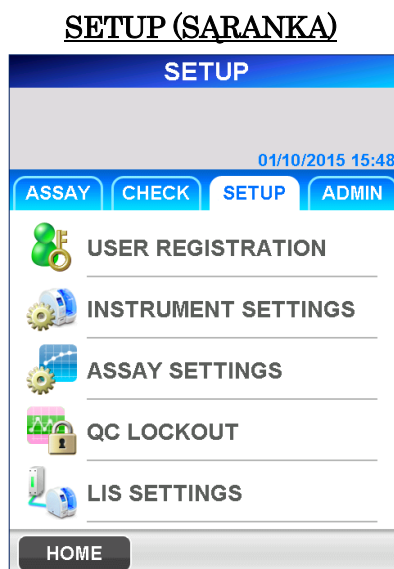 SETUP (SĄRANKA)
SETUP
01/10/2015 15:48
ASSAY CHECK SETUP ADMIN
USER REGISTRATION
INSTRUMENT SETTINGS
ASSAY SETTINGS
QC LOCKOUT
LIS SETTINGS
HOME